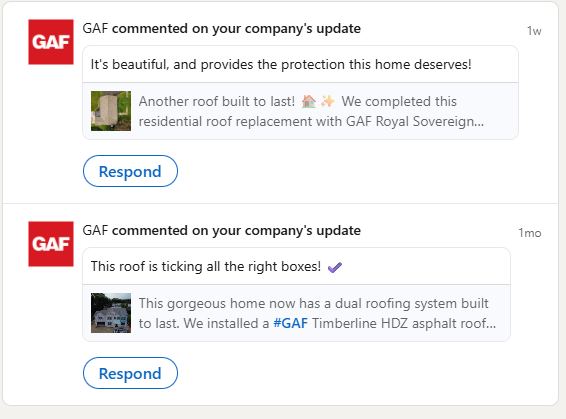 GAF
GAF commented on your company's update
1w
It's beautiful, and provides the protection this home deserves!
Another roof built to last! 🏠 ✨ We completed this
residential roof replacement with GAF Royal Sovereign...
Respond
GAF
GAF commented on your company's update
1mo
This roof is ticking all the right boxes! ✔
This gorgeous home now has a dual roofing system built
to last. We installed a #GAF Timberline HDZ asphalt roof...
Respond